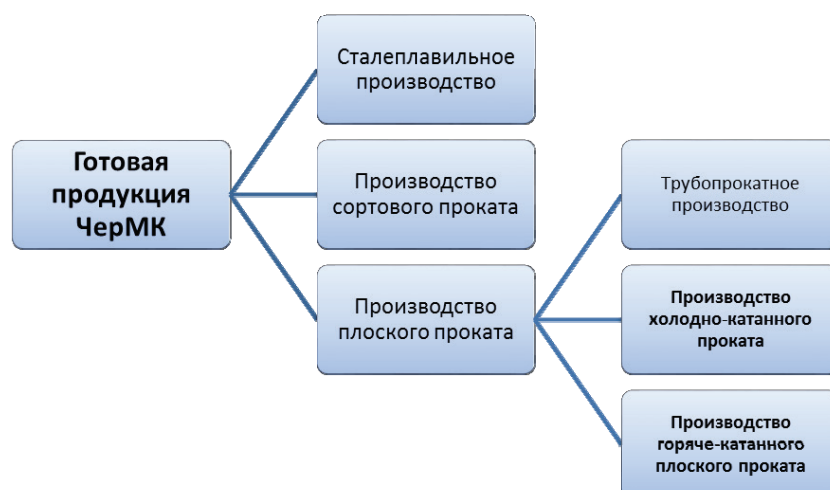 Сталеплавильное
производство
Готовая
продукция
ЧерМК
Производство
сортового проката
Производство
плоского проката
Трубопрокатное
производство
Производство
холодно-катанного
проката
Производство
горяче-катанного
плоского проката